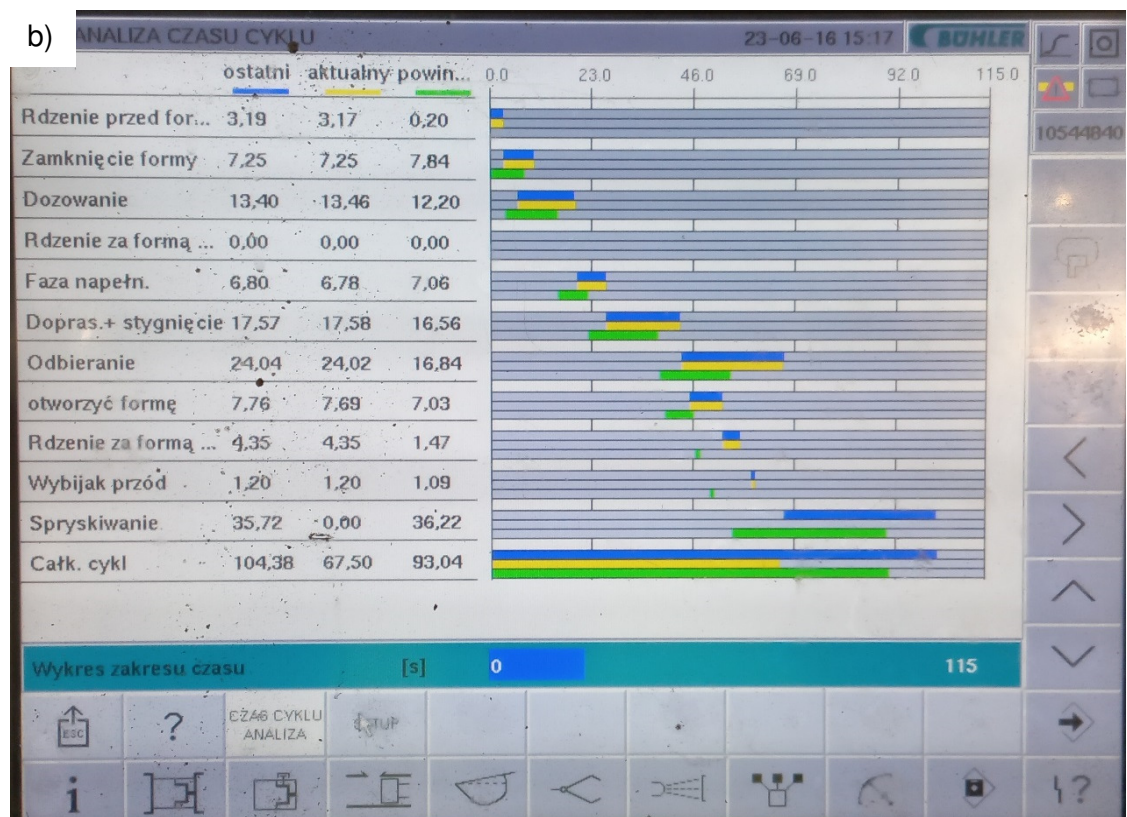 b)
ANALIZA CZASU CYKLU 23-06-16 15:17 BÜHLER
ostatni aktualny powin... 0.0 23.0 46.0 69.0 92.0 115.0
Rdzenie przed for... 3,19 3,17 0,20
10544840
Zamknięcie formy 7,25 7,25 7,84
Dozowanie 13,40 13,46 12,20
Rdzenie za formą ... 0,00 0,00 0,00
Faza napełn. 6,80 6,78 7,06
Dopras.+ stygnięcie 17,57 17,58 16,56
Odbieranie 24,04 24,02 16,84
otworzyć formę 7,76 7,69 7,03
Rdzenie za formą ... 4,35 4,35 1,47
Wybijak przód 1,20 1,20 1,09
Spryskiwanie 35,72 0,00 36,22
Całk. cykl 104,38 67,50 93,04
Wykres zakresu czasu [s] 0 115
ESC ? CZAS CYKLU
ANALIZA
i ?